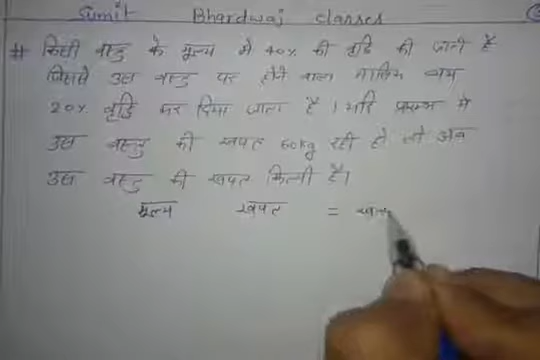 Sumit Bhardwaj classes
# किसी वस्तु के मूल्य मे 40% की वृद्धि की जाती है
जिससे उस वस्तु पर होने वाला मासिक व्यय
20% वृद्धि कर दिया जाता है। यदि प्रारम्भ मे
उस वस्तु की खपत 60kg रही हो तो अब
उस वस्तु की खपत कितनी है।
मूल्य खपत =